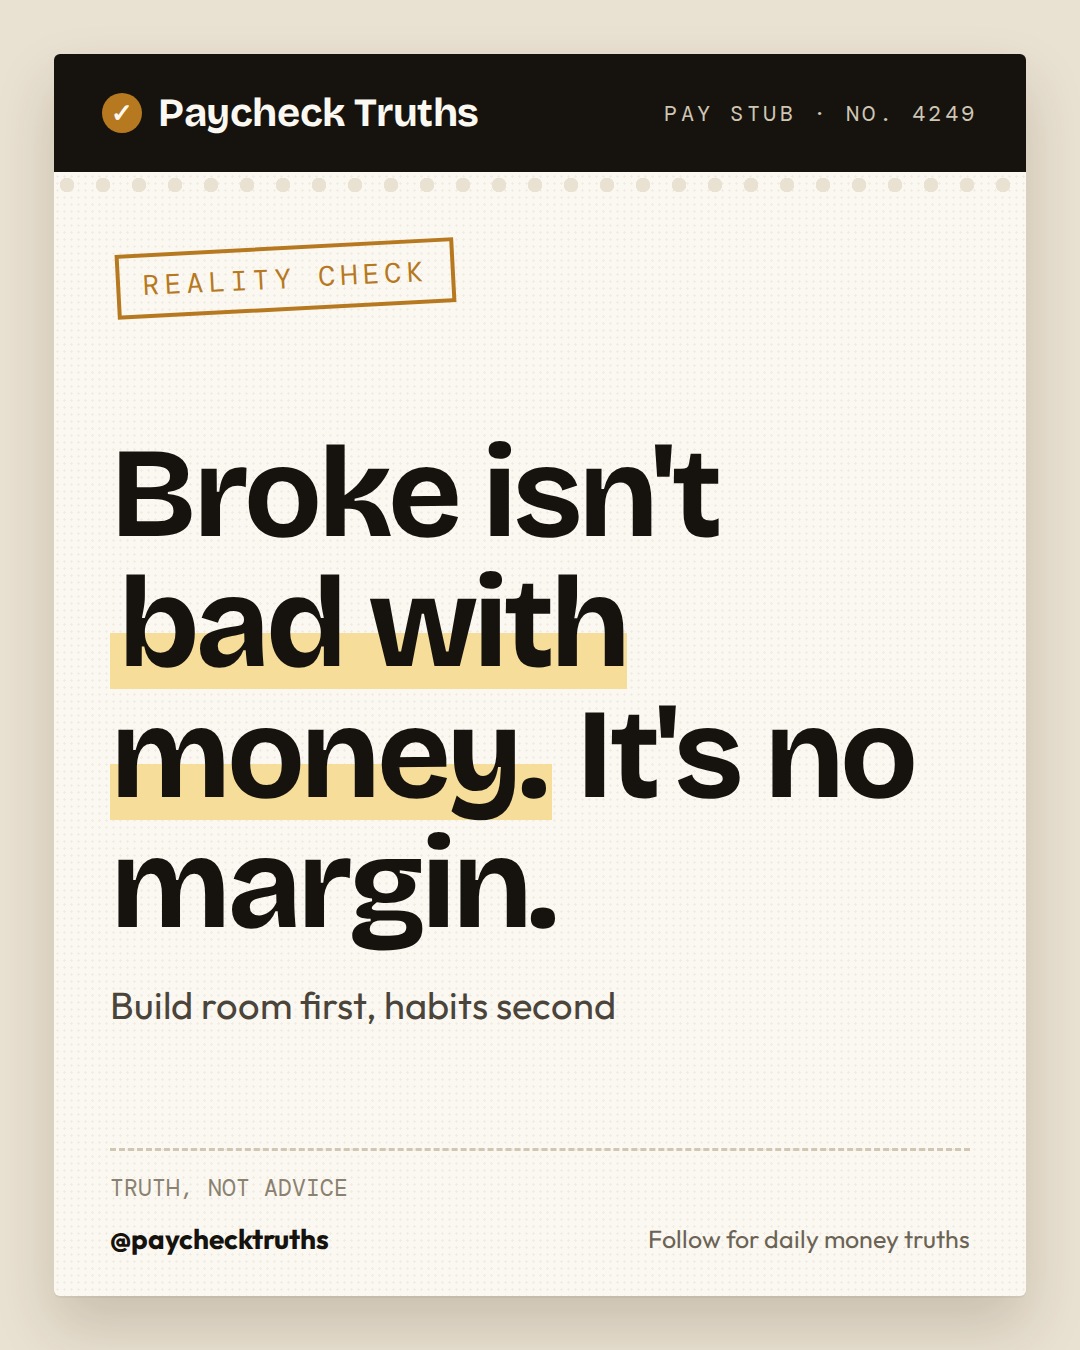 ✓ Paycheck Truths
PAY STUB · NO. 4249
REALITY CHECK
Broke isn't
bad with
money. It's no
margin.
Build room first, habits second
TRUTH, NOT ADVICE
@paychecktruths
Follow for daily money truths